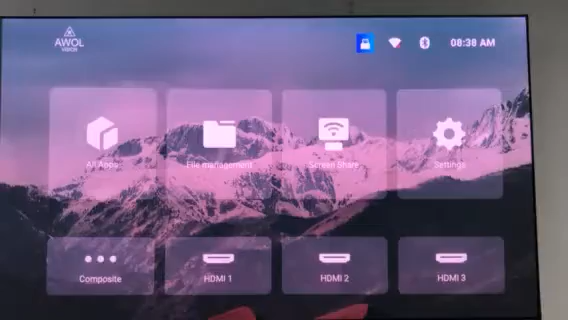 AWOL
VISION
08:38 AM
All Apps
File management
Screen Share
Settings
Composite
HDMI 1
HDMI 2
HDMI 3